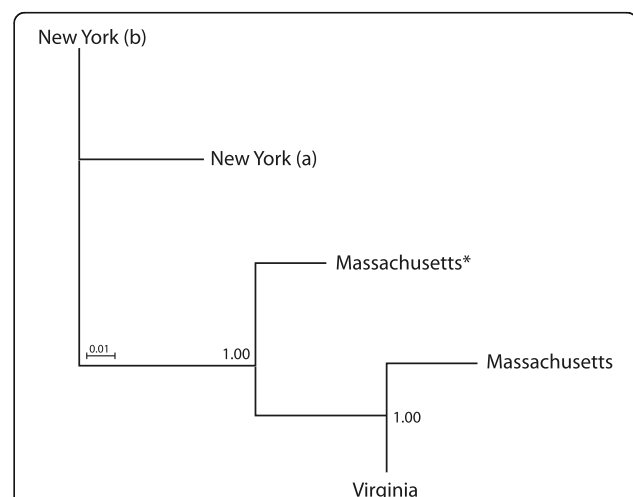 New York (b)
New York (a)
Massachusetts*
0.01
1.00
Massachusetts
1.00
Virginia